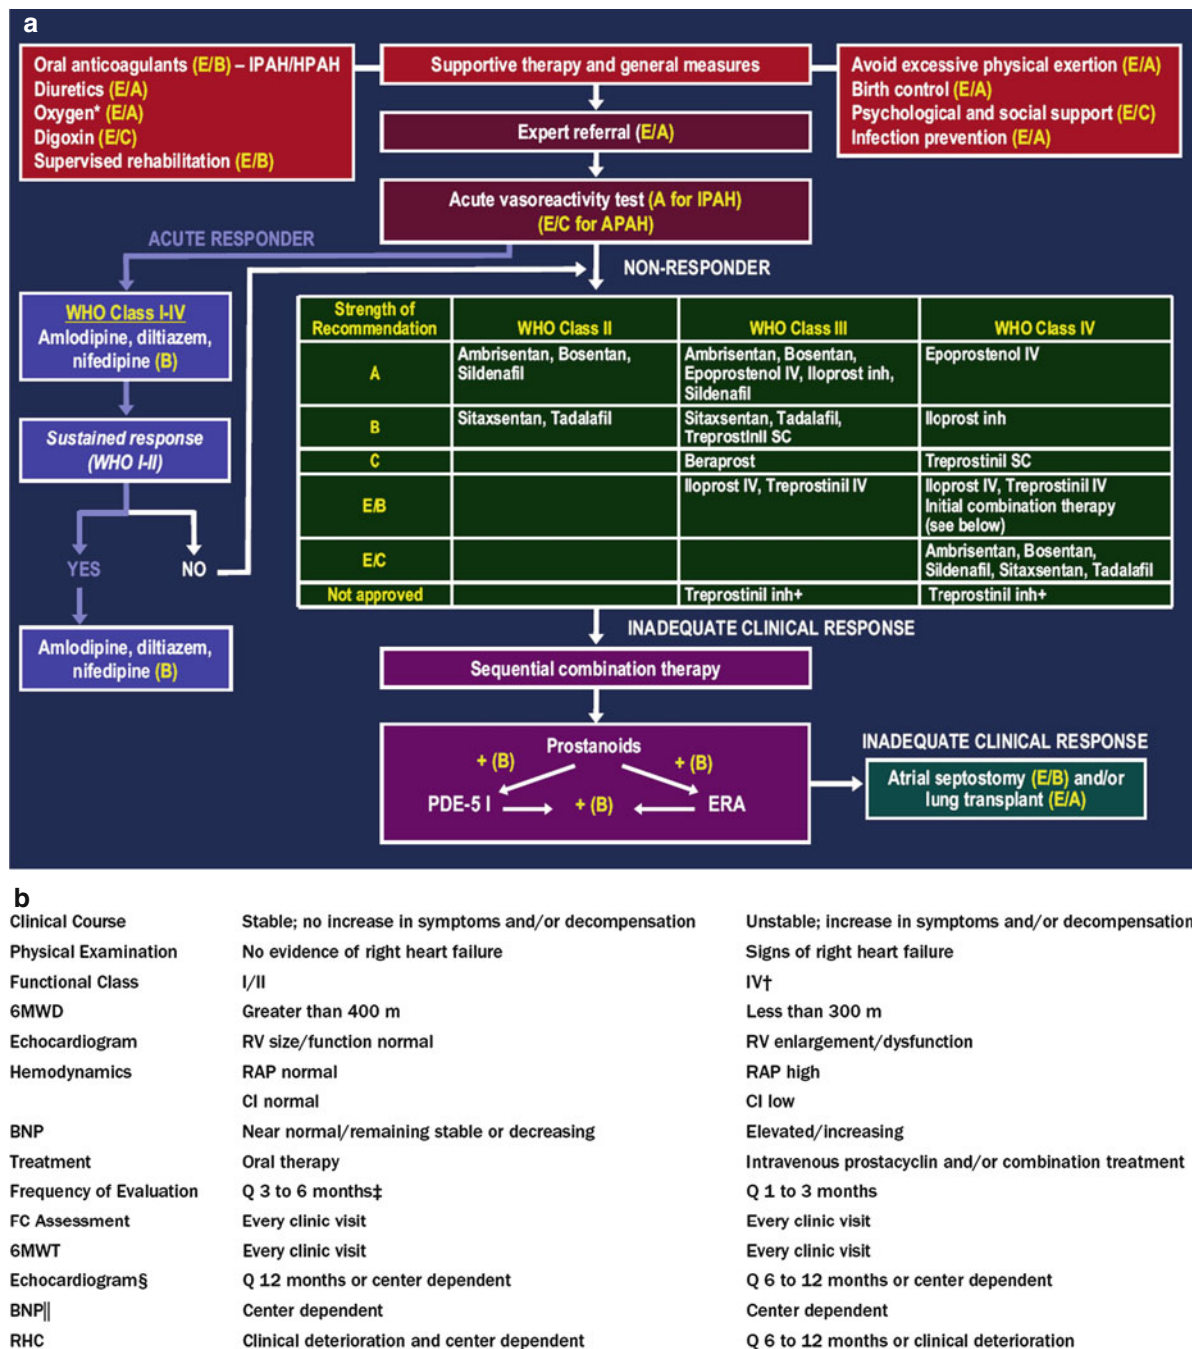 a
Oral anticoagulants (E/B) – IPAH/HPAH
Diuretics (E/A)
Oxygen* (E/A)
Digoxin (E/C)
Supervised rehabilitation (E/B)
Supportive therapy and general measures
Avoid excessive physical exertion (E/A)
Birth control (E/A)
Psychological and social support (E/C)
Infection prevention (E/A)
Expert referral (E/A)
Acute vasoreactivity test (A for IPAH)
(E/C for APAH)
ACUTE RESPONDER
NON-RESPONDER
WHO Class I-IV
Amlodipine, diltiazem,
nifedipine (B)
Sustained response
(WHO I-II)
YES
NO
Amlodipine, diltiazem,
nifedipine (B)
Strength of
Recommendation
WHO Class II
WHO Class III
WHO Class IV
A
Ambrisentan, Bosentan,
Sildenafil
Ambrisentan, Bosentan,
Epoprostenol IV, Iloprost inh,
Sildenafil
Epoprostenol IV
B
Sitaxsentan, Tadalafil
Sitaxsentan, Tadalafil,
Treprostinil SC
Iloprost inh
C
Beraprost
Treprostinil SC
E/B
Iloprost IV, Treprostinil IV
Iloprost IV, Treprostinil IV
Initial combination therapy
(see below)
E/C
Ambrisentan, Bosentan,
Sildenafil, Sitaxsentan, Tadalafil
Not approved
Treprostinil inh+
Treprostinil inh+
INADEQUATE CLINICAL RESPONSE
Sequential combination therapy
Prostanoids
+ (B)
+ (B)
PDE-5 I
+ (B)
ERA
INADEQUATE CLINICAL RESPONSE
Atrial septostomy (E/B) and/or
lung transplant (E/A)
b
Clinical Course Stable; no increase in symptoms and/or decompensation Unstable; increase in symptoms and/or decompensation
Physical Examination No evidence of right heart failure Signs of right heart failure
Functional Class I/II IV†
6MWD Greater than 400 m Less than 300 m
Echocardiogram RV size/function normal RV enlargement/dysfunction
Hemodynamics RAP normal RAP high
CI normal CI low
BNP Near normal/remaining stable or decreasing Elevated/increasing
Treatment Oral therapy Intravenous prostacyclin and/or combination treatment
Frequency of Evaluation Q 3 to 6 months‡ Q 1 to 3 months
FC Assessment Every clinic visit Every clinic visit
6MWT Every clinic visit Every clinic visit
Echocardiogram§ Q 12 months or center dependent Q 6 to 12 months or center dependent
BNP|| Center dependent Center dependent
RHC Clinical deterioration and center dependent Q 6 to 12 months or clinical deterioration